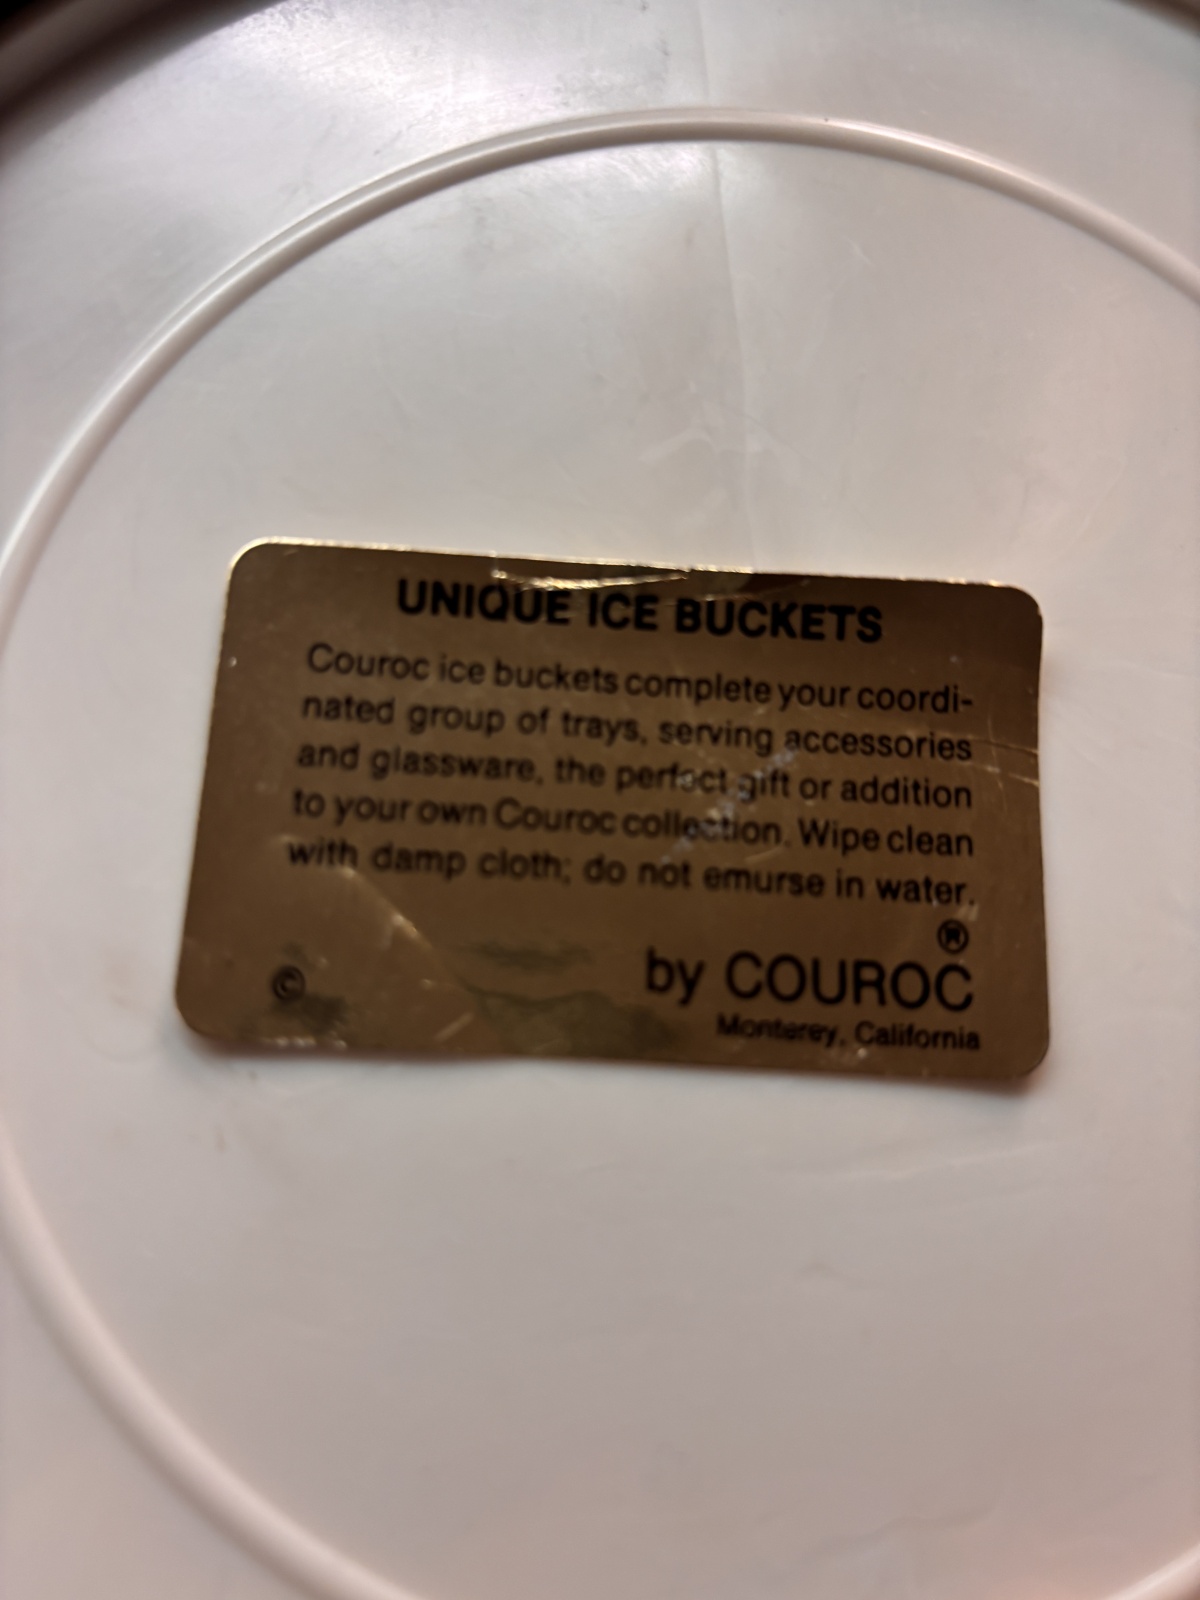 UNIQUE ICE BUCKETS
Couroc ice buckets complete your coordi-
nated group of trays, serving accessories
and glassware, the perfect gift or addition
to your own Couroc collection. Wipe clean
with damp cloth; do not emurse in water.
®
by COUROC
©
Monterey, California